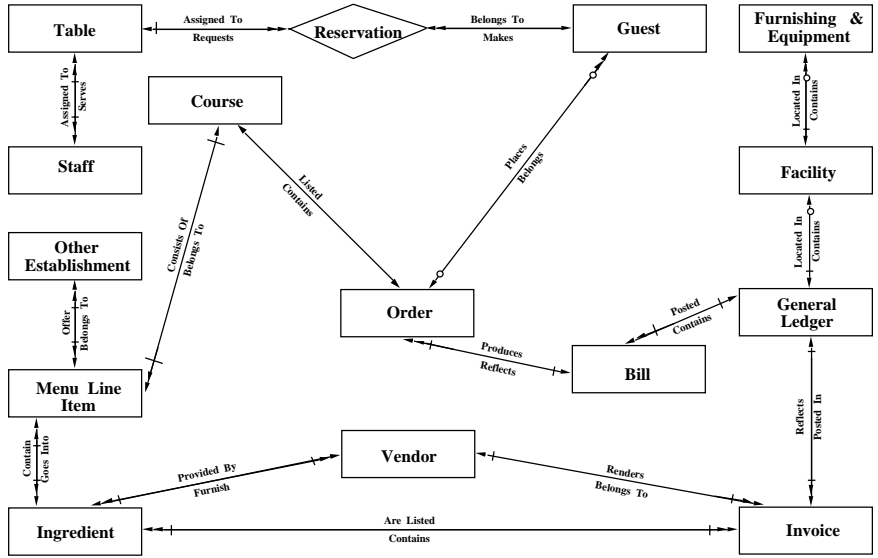 Table
Assigned To
Requests
Reservation
Belongs To
Makes
Guest
Furnishing &
Equipment
Assigned To
Serves
Course
Located In
Contains
Staff
Places
Belongs
Facility
Listed
Contains
Consists Of
Belongs To
Located In
Contains
Other
Establishment
Offer
Belongs To
Order
Posted
Contains
General
Ledger
Produces
Reflects
Bill
Menu Line
Item
Contain
Goes Into
Reflects
Posted In
Provided By
Furnish
Vendor
Renders
Belongs To
Ingredient
Are Listed
Contains
Invoice